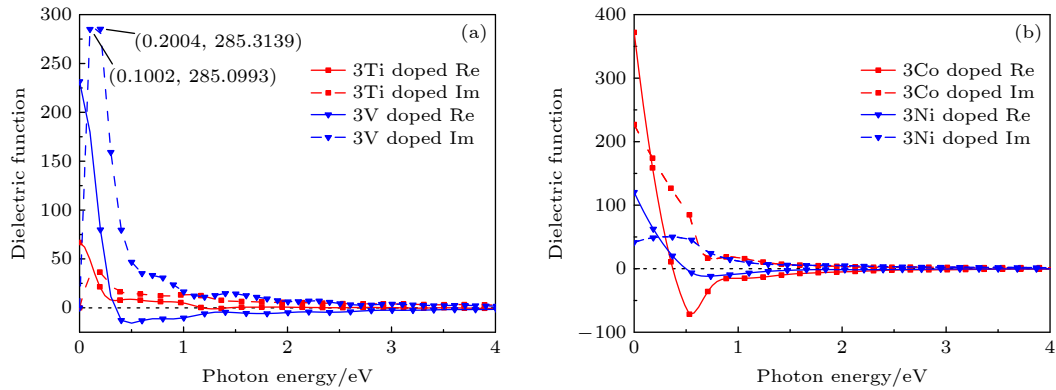 300
250
200
150
100
50
0
Dielectric function
(a)
(0.2004, 285.3139)
(0.1002, 285.0993)
3Ti doped Re
3Ti doped Im
3V doped Re
3V doped Im
0 1 2 3 4
Photon energy/eV
400
300
200
100
0
−100
Dielectric function
(b)
3Co doped Re
3Co doped Im
3Ni doped Re
3Ni doped Im
0 1 2 3 4
Photon energy/eV